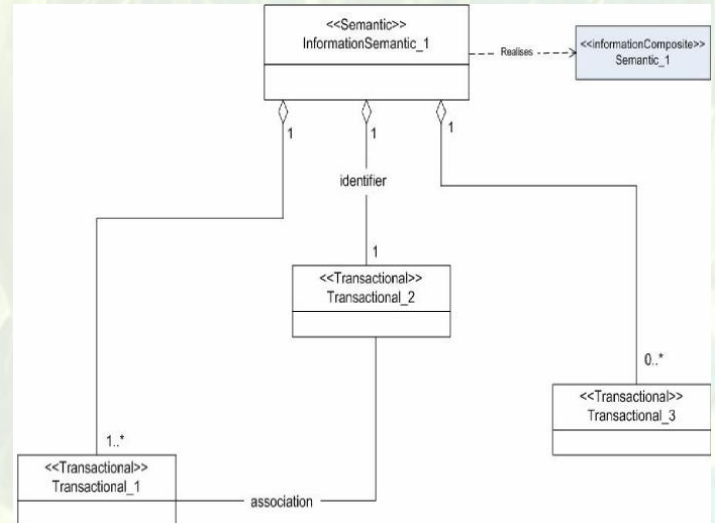 <<Semantic>>
InformationSemantic_1
Realises
<<informationComposite>>
Semantic_1
1
1
1
identifier
1
<<Transactional>>
Transactional_2
0..*
<<Transactional>>
Transactional_3
1..*
<<Transactional>>
Transactional_1
association